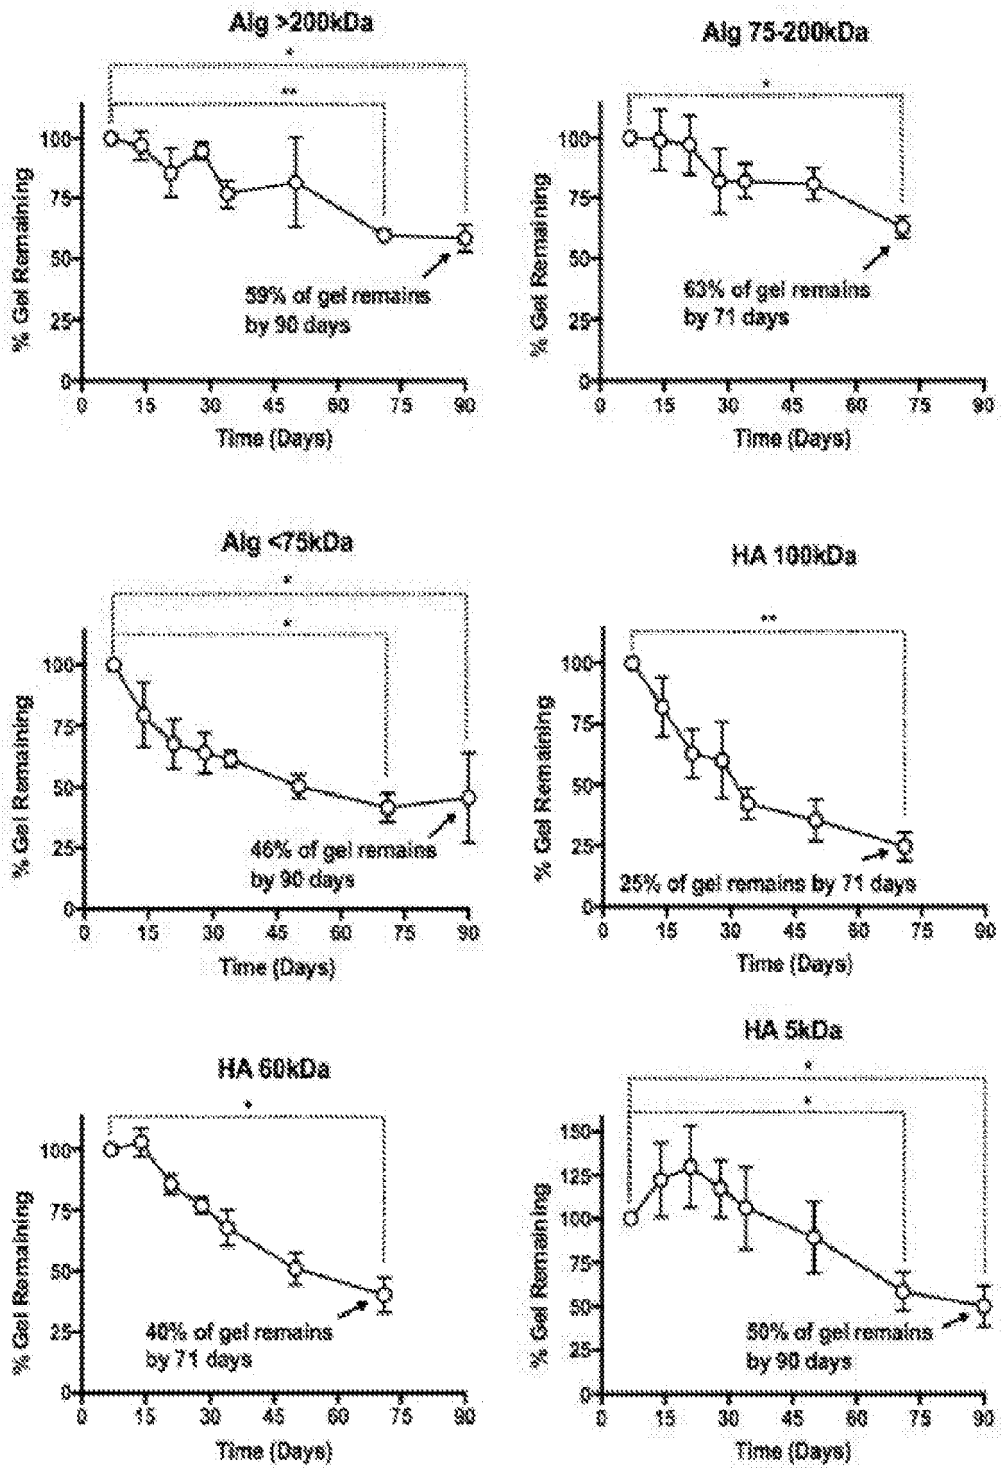 Alg >200kDa
*
**
% Gel Remaining
100
75
50
25
0
59% of gel remains
by 90 days
0 15 30 45 60 75 90
Time (Days)
Alg 75-200kDa
*
% Gel Remaining
100
75
50
25
0
63% of gel remains
by 71 days
0 15 30 45 60 75 90
Time (Days)
Alg <75kDa
*
*
% Gel Remaining
100
75
50
25
0
46% of gel remains
by 90 days
0 15 30 45 60 75 90
Time (Days)
HA 100kDa
**
% Gel Remaining
100
75
50
25
0
25% of gel remains by 71 days
0 15 30 45 60 75 90
Time (Days)
HA 60kDa
*
% Gel Remaining
100
75
50
25
0
40% of gel remains
by 71 days
0 15 30 45 60 75 90
Time (Days)
HA 5kDa
*
*
% Gel Remaining
150
125
100
75
50
25
0
50% of gel remains
by 90 days
0 15 30 45 60 75 90
Time (Days)